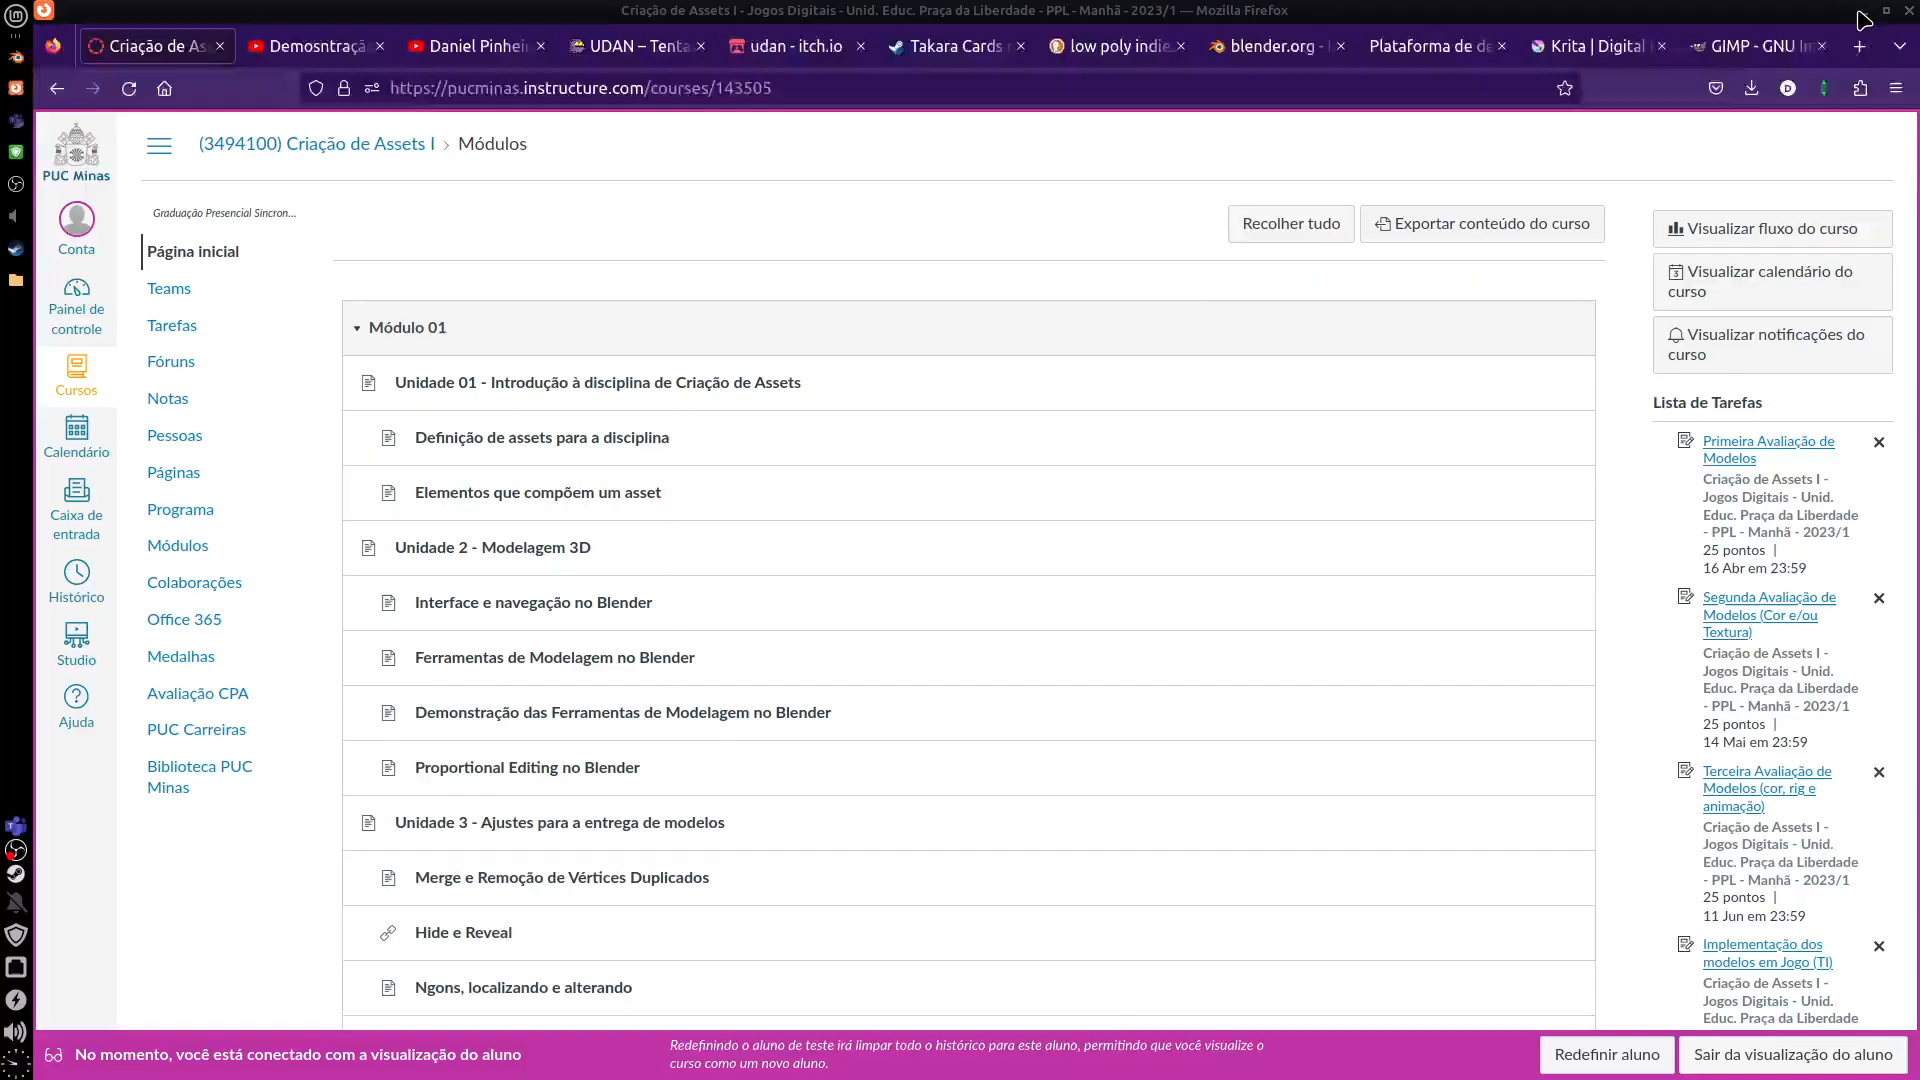 Criação de Assets I - Jogos Digitais - Unid. Educ. Praça da Liberdade - PPL - Manhã - 2023/1 — Mozilla Firefox
Criação de As
Demosntraçã
Daniel Pinhei
UDAN – Tenta
udan - itch.io
Takara Cards
low poly indie
blender.org -
Plataforma de de
Krita | Digital
GIMP - GNU Im
https://pucminas.instructure.com/courses/143505
PUC Minas
Conta
Painel de
controle
Cursos
Calendário
Caixa de
entrada
Histórico
Studio
Ajuda
(3494100) Criação de Assets I › Módulos
Graduação Presencial Síncron...
Página inicial
Teams
Tarefas
Fóruns
Notas
Pessoas
Páginas
Programa
Módulos
Colaborações
Office 365
Medalhas
Avaliação CPA
PUC Carreiras
Biblioteca PUC
Minas
Recolher tudo
Exportar conteúdo do curso
Módulo 01
Unidade 01 - Introdução à disciplina de Criação de Assets
Definição de assets para a disciplina
Elementos que compõem um asset
Unidade 2 - Modelagem 3D
Interface e navegação no Blender
Ferramentas de Modelagem no Blender
Demonstração das Ferramentas de Modelagem no Blender
Proportional Editing no Blender
Unidade 3 - Ajustes para a entrega de modelos
Merge e Remoção de Vértices Duplicados
Hide e Reveal
Ngons, localizando e alterando
Visualizar fluxo do curso
Visualizar calendário do
curso
Visualizar notificações do
curso
Lista de Tarefas
Primeira Avaliação de
Modelos
Criação de Assets I -
Jogos Digitais - Unid.
Educ. Praça da Liberdade
- PPL - Manhã - 2023/1
25 pontos |
16 Abr em 23:59
Segunda Avaliação de
Modelos (Cor e/ou
Textura)
Criação de Assets I -
Jogos Digitais - Unid.
Educ. Praça da Liberdade
- PPL - Manhã - 2023/1
25 pontos |
14 Mai em 23:59
Terceira Avaliação de
Modelos (cor, rig e
animação)
Criação de Assets I -
Jogos Digitais - Unid.
Educ. Praça da Liberdade
- PPL - Manhã - 2023/1
25 pontos |
11 Jun em 23:59
Implementação dos
modelos em Jogo (TI)
Criação de Assets I -
Jogos Digitais - Unid.
Educ. Praça da Liberdade
No momento, você está conectado com a visualização do aluno
Redefinindo o aluno de teste irá limpar todo o histórico para este aluno, permitindo que você visualize o
curso como um novo aluno.
Redefinir aluno
Sair da visualização do aluno